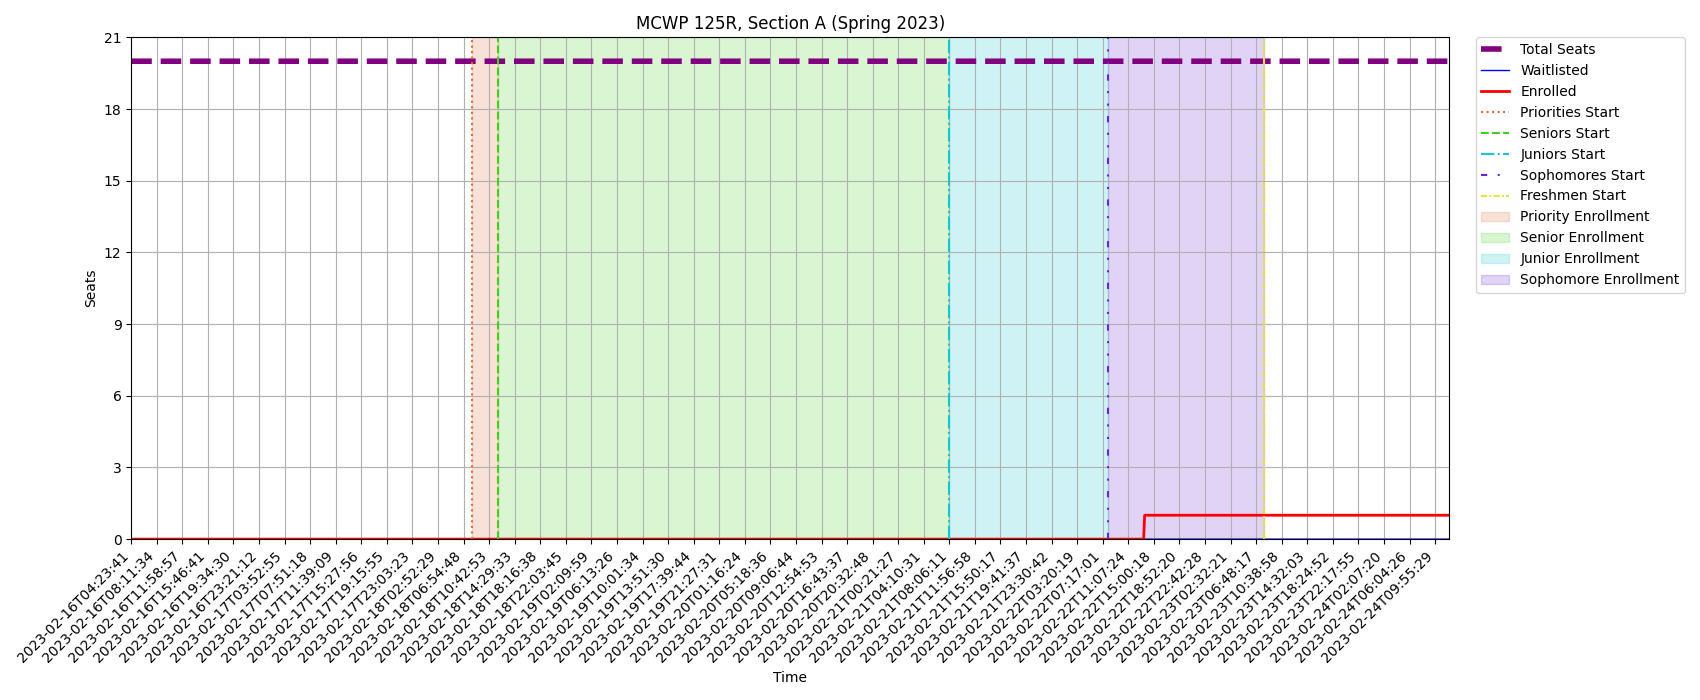 MCWP 125R, Section A (Spring 2023)
21
18
15
12
9
6
3
0
Seats
2023-02-16T04:23:41
2023-02-16T08:11:34
2023-02-16T11:58:57
2023-02-16T15:46:41
2023-02-16T19:34:30
2023-02-16T23:21:12
2023-02-17T03:52:55
2023-02-17T07:51:18
2023-02-17T11:39:09
2023-02-17T15:27:56
2023-02-17T19:15:55
2023-02-17T23:03:23
2023-02-18T02:52:29
2023-02-18T06:54:48
2023-02-18T10:42:53
2023-02-18T14:29:33
2023-02-18T18:16:38
2023-02-18T22:03:45
2023-02-19T02:09:59
2023-02-19T06:13:26
2023-02-19T10:01:34
2023-02-19T13:51:30
2023-02-19T17:39:44
2023-02-19T21:27:31
2023-02-20T01:16:24
2023-02-20T05:18:36
2023-02-20T09:06:44
2023-02-20T12:54:53
2023-02-20T16:43:37
2023-02-20T20:32:48
2023-02-21T00:21:27
2023-02-21T04:10:31
2023-02-21T08:06:11
2023-02-21T11:56:58
2023-02-21T15:50:17
2023-02-21T19:41:37
2023-02-21T23:30:42
2023-02-22T03:20:19
2023-02-22T07:17:01
2023-02-22T11:07:24
2023-02-22T15:00:18
2023-02-22T18:52:20
2023-02-22T22:42:28
2023-02-23T02:32:21
2023-02-23T06:48:17
2023-02-23T10:38:58
2023-02-23T14:32:03
2023-02-23T18:24:52
2023-02-23T22:17:55
2023-02-24T02:07:20
2023-02-24T06:04:26
2023-02-24T09:55:29
Time
Total Seats
Waitlisted
Enrolled
Priorities Start
Seniors Start
Juniors Start
Sophomores Start
Freshmen Start
Priority Enrollment
Senior Enrollment
Junior Enrollment
Sophomore Enrollment